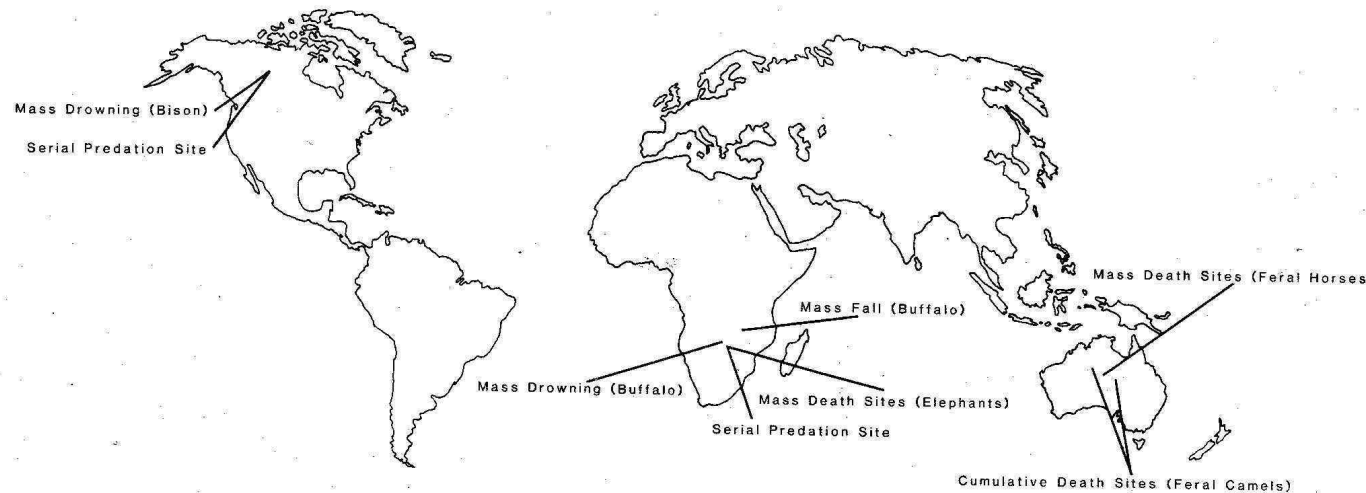 Mass Drowning (Bison)
Serial Predation Site
Mass Death Sites (Feral Horses
Mass Fall (Buffalo)
Mass Drowning (Buffalo)
Mass Death Sites (Elephants)
Serial Predation Site
Cumulative Death Sites (Feral Camels)